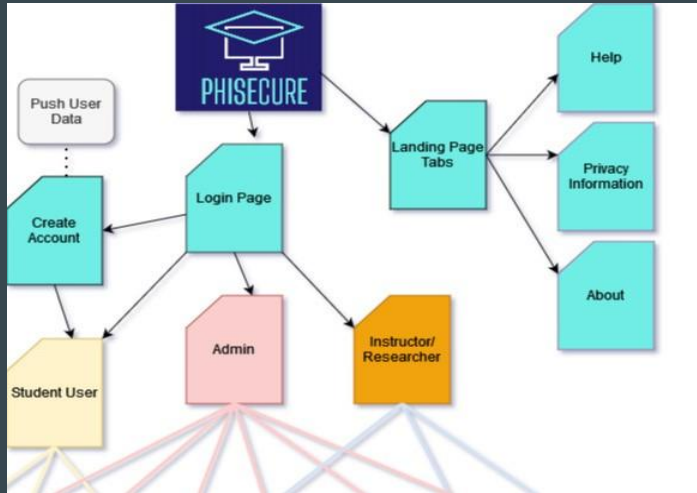 PHISECURE
Help
Push User
Data
Landing Page
Tabs
Privacy
Information
Login Page
Create
Account
About
Admin
Instructor/
Researcher
Student User